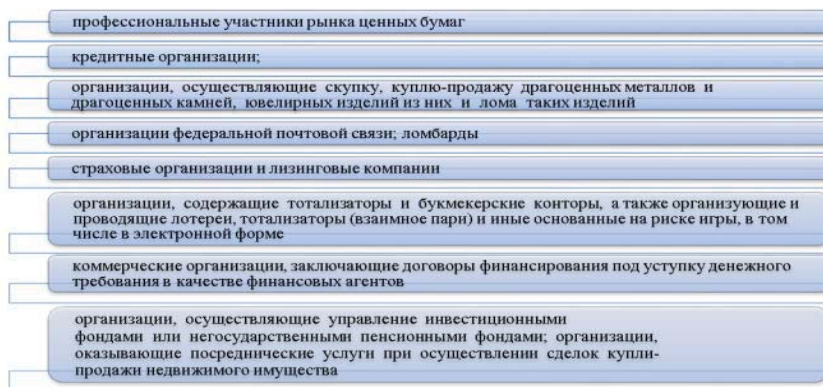 профессиональные участники рынка ценных бумаг
кредитные организации;
организации, осуществляющие скупку, куплю-продажу драгоценных металлов и
драгоценных камней, ювелирных изделий из них и лома таких изделий
организации федеральной почтовой связи; ломбарды
страховые организации и лизинговые компании
организации, содержащие тотализаторы и букмекерские конторы, а также организующие и
проводящие лотереи, тотализаторы (взаимное пари) и иные основанные на риске игры, в том
числе в электронной форме
коммерческие организации, заключающие договоры финансирования под уступку денежного
требования в качестве финансовых агентов
организации, осуществляющие управление инвестиционными
фондами или негосударственными пенсионными фондами; организации,
оказывающие посреднические услуги при осуществлении сделок купли-
продажи недвижимого имущества